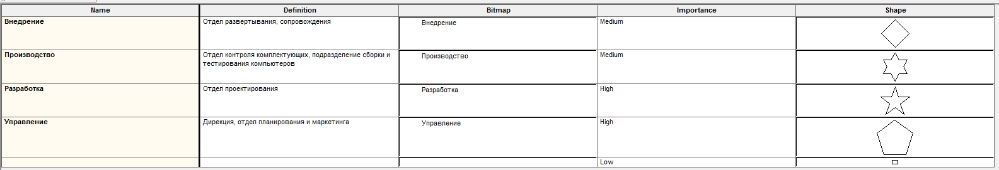 Name Definition Bitmap Importance Shape
Внедрение Отдел развертывания, сопровождения Внедрение Medium
Производство Отдел контроля комплектующих, подразделение сборки и Производство Medium
тестирования компьютеров
Разработка Отдел проектирования Разработка High
Управление Дирекция, отдел планирования и маркетинга Управление High
Low